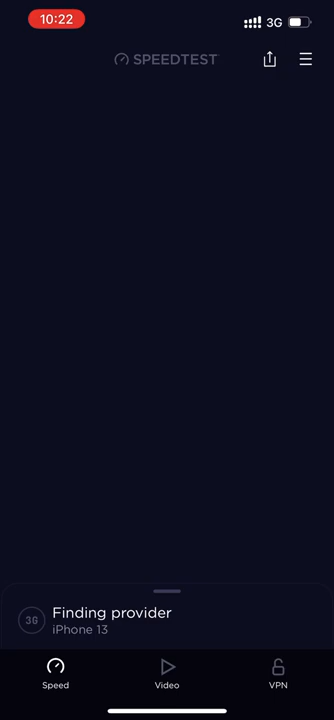 10:22
3G
SPEEDTEST
3G
Finding provider
iPhone 13
Speed
Video
VPN